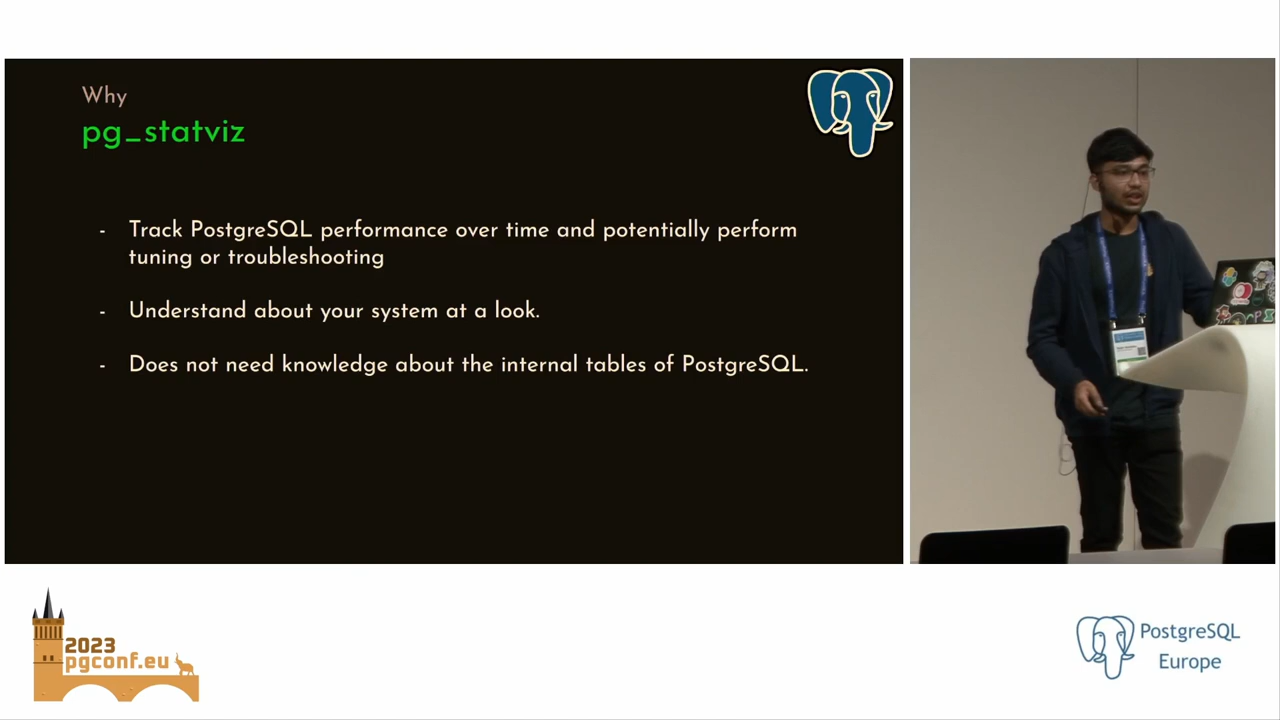 Why
pg_statviz
- Track PostgreSQL performance over time and potentially perform
tuning or troubleshooting
- Understand about your system at a look.
- Does not need knowledge about the internal tables of PostgreSQL.
2023
pgconf.eu
PostgreSQL
Europe